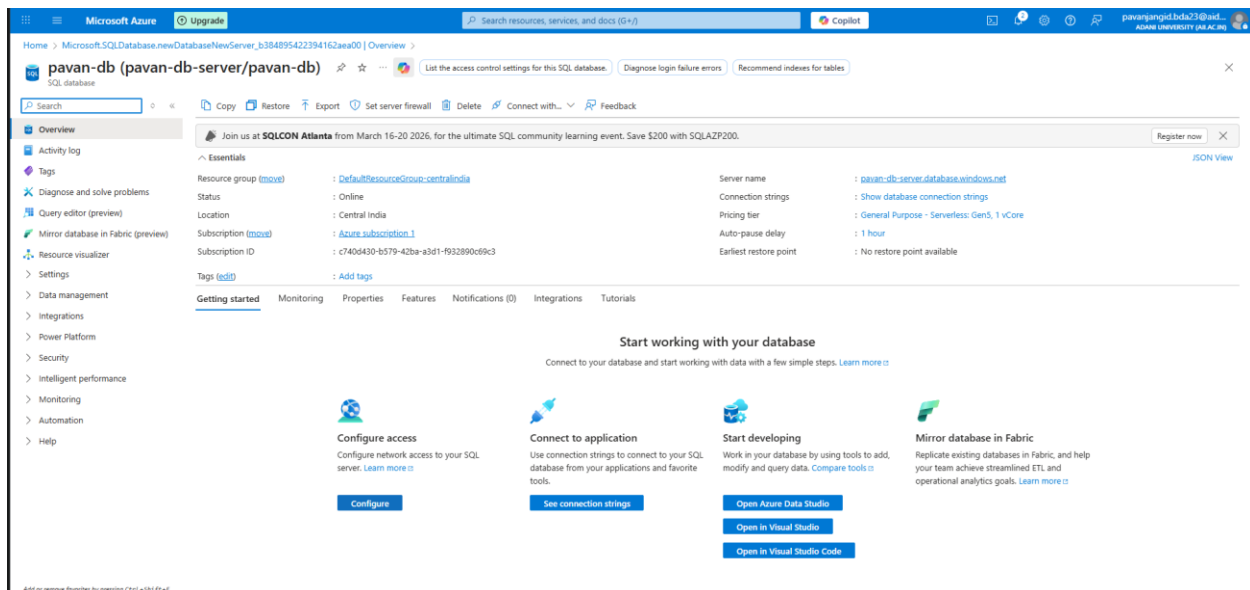 Microsoft Azure
Upgrade
Search resources, services, and docs (G+/)
Copilot
pavanjangid.bda23@aid...
ADANI UNIVERSITY (AII.AC.IN)
Home > Microsoft.SQLDatabase.newDatabaseNewServer_b384895422394162aea00 | Overview >
pavan-db (pavan-db-server/pavan-db)
SQL database
List the access control settings for this SQL database.
Diagnose login failure errors
Recommend indexes for tables
Search
Copy Restore Export Set server firewall Delete Connect with... Feedback
Overview
Activity log
Tags
Diagnose and solve problems
Query editor (preview)
Mirror database in Fabric (preview)
Resource visualizer
Settings
Data management
Integrations
Power Platform
Security
Intelligent performance
Monitoring
Automation
Help
Join us at SQLCON Atlanta from March 16-20 2026, for the ultimate SQL community learning event. Save $200 with SQLAZP200.
Register now
Essentials
JSON View
Resource group (move) : DefaultResourceGroup-centralindia
Status : Online
Location : Central India
Subscription (move) : Azure subscription 1
Subscription ID : c740d430-b579-42ba-a3d1-f932890c69c3
Tags (edit) : Add tags
Server name : pavan-db-server.database.windows.net
Connection strings : Show database connection strings
Pricing tier : General Purpose - Serverless: Gen5, 1 vCore
Auto-pause delay : 1 hour
Earliest restore point : No restore point available
Getting started Monitoring Properties Features Notifications (0) Integrations Tutorials
Start working with your database
Connect to your database and start working with data with a few simple steps. Learn more
Configure access
Configure network access to your SQL
server. Learn more
Configure
Connect to application
Use connection strings to connect to your SQL
database from your applications and favorite
tools.
See connection strings
Start developing
Work in your database by using tools to add,
modify and query data. Compare tools
Open Azure Data Studio
Open in Visual Studio
Open in Visual Studio Code
Mirror database in Fabric
Replicate existing databases in Fabric, and help
your team achieve streamlined ETL and
operational analytics goals. Learn more
Add or remove favorites by pressing